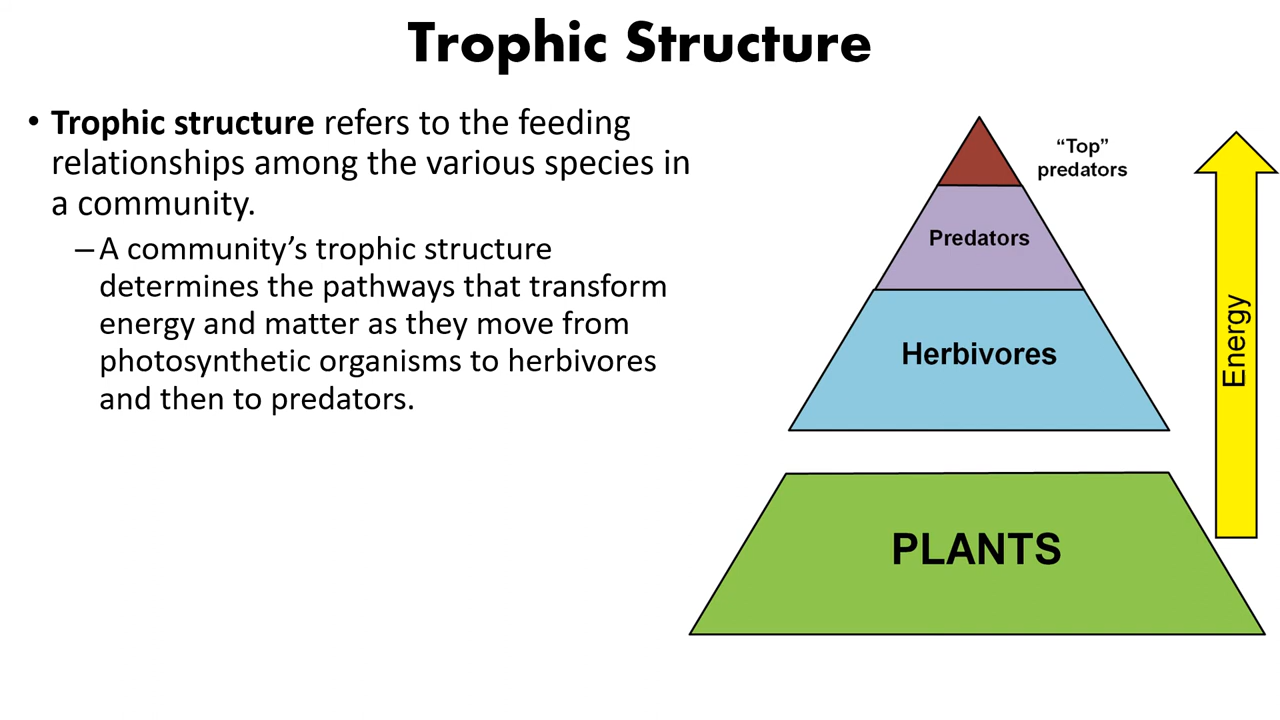 Trophic Structure
• Trophic structure refers to the feeding
relationships among the various species in
a community.
– A community’s trophic structure
determines the pathways that transform
energy and matter as they move from
photosynthetic organisms to herbivores
and then to predators.
“Top”
predators
Predators
Herbivores
PLANTS
Energy